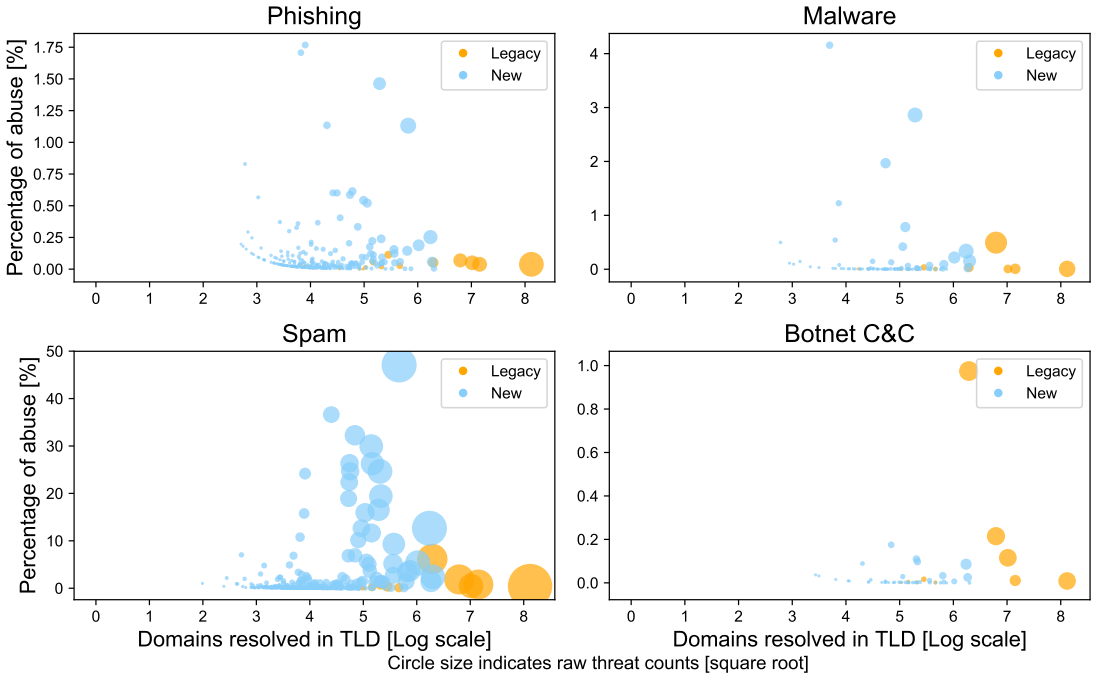 Phishing
Malware
Percentage of abuse [%]
1.75
1.50
1.25
1.00
0.75
0.50
0.25
0.00
0 1 2 3 4 5 6 7 8
Legacy
New
4
3
2
1
0
0 1 2 3 4 5 6 7 8
Legacy
New
Spam
Botnet C&C
Percentage of abuse [%]
50
40
30
20
10
0
0 1 2 3 4 5 6 7 8
Legacy
New
Domains resolved in TLD [Log scale]
1.0
0.8
0.6
0.4
0.2
0.0
0 1 2 3 4 5 6 7 8
Legacy
New
Domains resolved in TLD [Log scale]
Circle size indicates raw threat counts [square root]